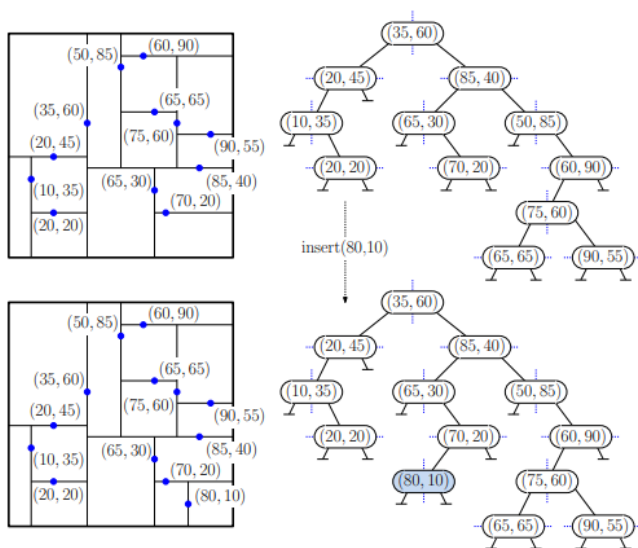 (60, 90)
(50, 85)
(35, 60)
(65, 65)
(75, 60)
(90, 55)
(20, 45)
(10, 35)
(65, 30)
(85, 40)
(70, 20)
(20, 20)
(35, 60)
(20, 45) (85, 40)
(10, 35) (65, 30) (50, 85)
(20, 20) (70, 20) (60, 90)
(75, 60)
(65, 65) (90, 55)
insert(80,10)
(60, 90)
(50, 85)
(35, 60)
(65, 65)
(75, 60)
(90, 55)
(20, 45)
(10, 35)
(65, 30)
(85, 40)
(70, 20)
(20, 20)
(80, 10)
(35, 60)
(20, 45) (85, 40)
(10, 35) (65, 30) (50, 85)
(20, 20) (70, 20) (60, 90)
(80, 10) (75, 60)
(65, 65) (90, 55)